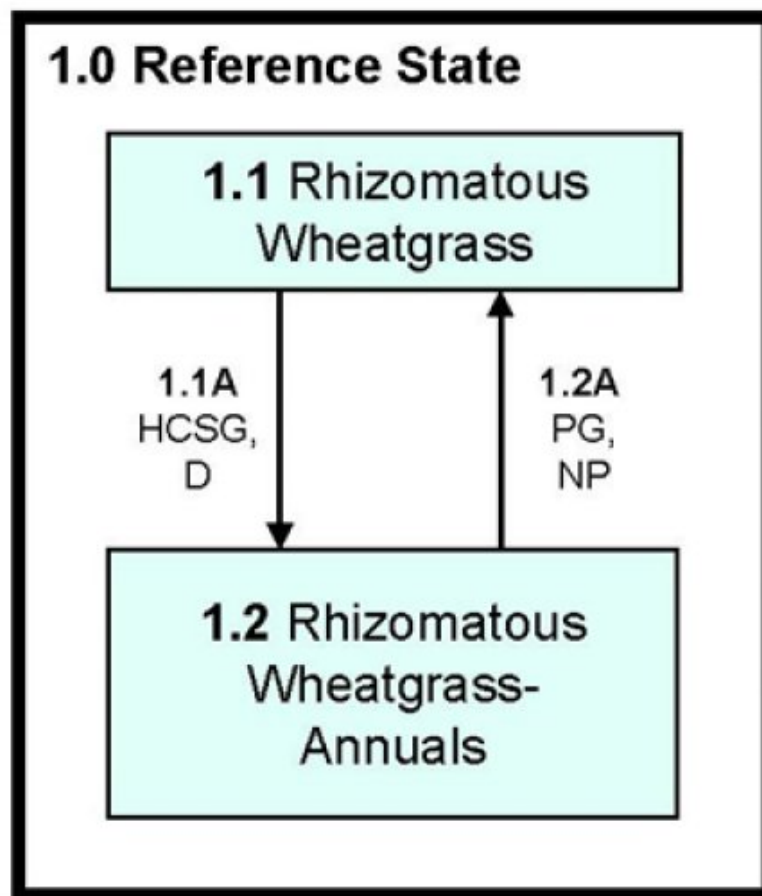 1.0 Reference State
1.1 Rhizomatous
Wheatgrass
1.1A
HCSG,
D
1.2A
PG,
NP
1.2 Rhizomatous
Wheatgrass-
Annuals